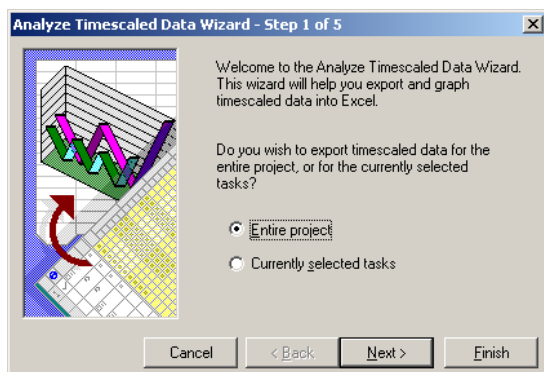 Analyze Timescaled Data Wizard - Step 1 of 5
Welcome to the Analyze Timescaled Data Wizard.
This wizard will help you export and graph
timescaled data into Excel.
Do you wish to export timescaled data for the
entire project, or for the currently selected
tasks?
Entire project
Currently selected tasks
Cancel
< Back
Next >
Finish